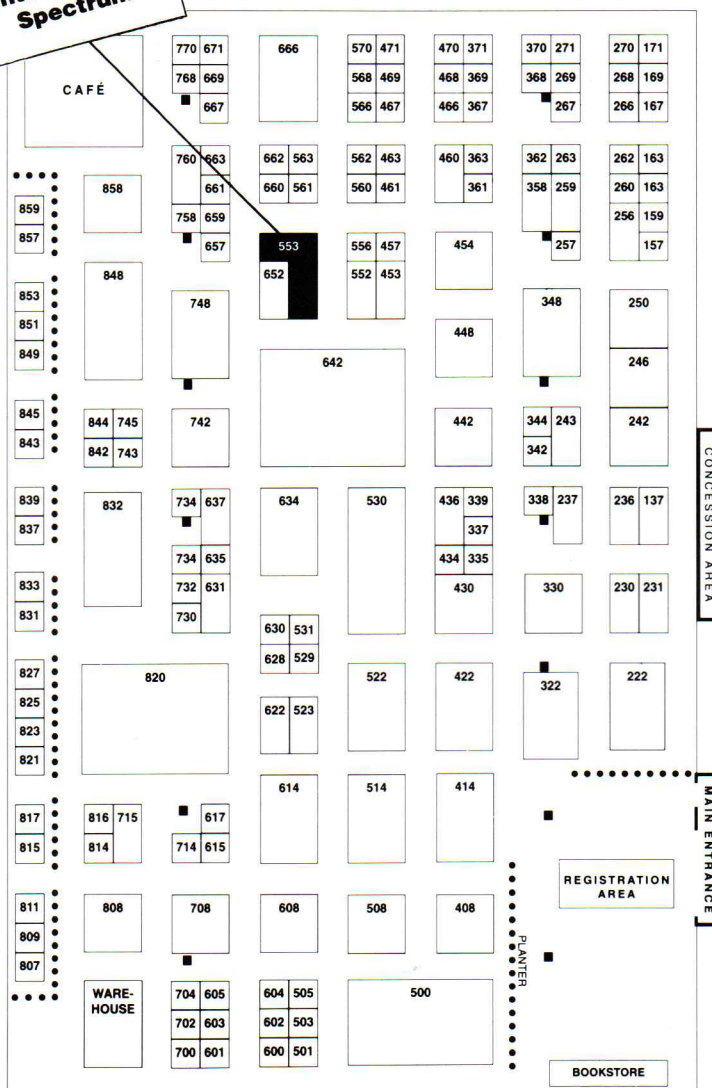 Spectrum
770 671 666 570 471 470 371 370 271 270 171
CAFÉ 768 669 568 469 468 369 368 269 268 169
667 566 467 466 367 267 266 167
760 663 662 563 562 463 460 363 362 263 262 163
858 661 660 561 560 461 361 358 259 260 163
859 758 659 256 159
857 657 553 556 457 454 257 157
853 848 748 652 552 453 348 250
851 448
849 642 246
845 844 745 742 442 344 243 242
843 842 743 342
CONCESSION AREA
839 832 734 637 634 530 436 339 338 237 236 137
837 337
734 635 434 335
833 732 631 430 330 230 231
831 730
630 531
628 529
827 820 522 422 322 222
825
823 622 523
821
614 514 414
MAIN ENTRANCE
817 816 715 617
815 814 714 615
REGISTRATION
AREA
811 808 708 608 508 408
809
807
PLANTER
WARE-
HOUSE
704 605 604 505 500
702 603 602 503
700 601 600 501
BOOKSTORE